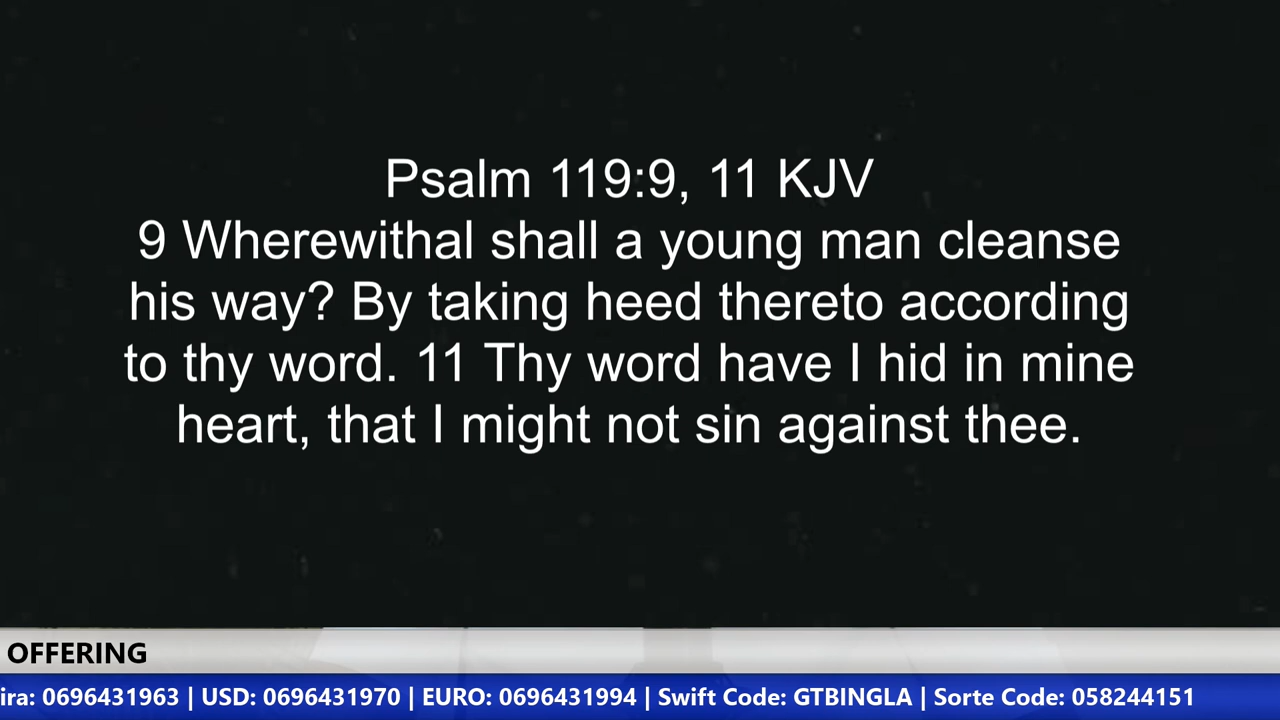 Psalm 119:9, 11 KJV
9 Wherewithal shall a young man cleanse
his way? By taking heed thereto according
to thy word. 11 Thy word have I hid in mine
heart, that I might not sin against thee.
OFFERING
ira: 0696431963 | USD: 0696431970 | EURO: 0696431994 | Swift Code: GTBINGLA | Sorte Code: 058244151